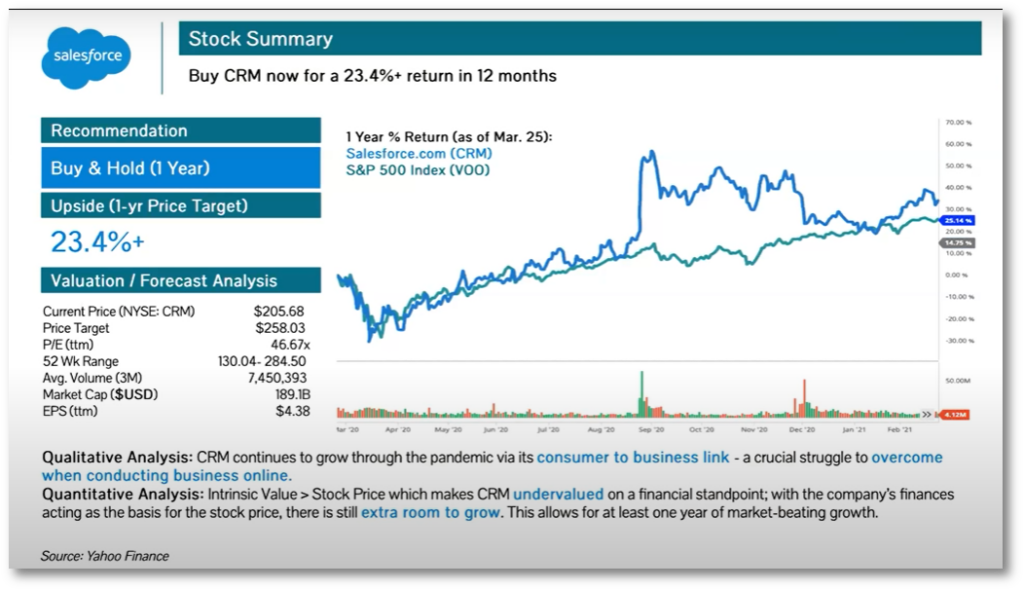 salesforce
Stock Summary
Buy CRM now for a 23.4%+ return in 12 months
Recommendation
Buy & Hold (1 Year)
Upside (1-yr Price Target)
23.4%+
Valuation / Forecast Analysis
Current Price (NYSE: CRM) $205.68
Price Target $258.03
P/E (ttm) 46.67x
52 Wk Range 130.04- 284.50
Avg. Volume (3M) 7,450,393
Market Cap ($USD) 189.1B
EPS (ttm) $4.38
1 Year % Return (as of Mar. 25):
Salesforce.com (CRM)
S&P 500 Index (VOO)
70.00 %
60.00 %
50.00 %
40.00 %
30.00 %
25.14 %
20.00 %
14.75 %
10.00 %
0.00 %
-10.00 %
-20.00 %
-30.00 %
50.00M
4.12M
Apr '20 May '20 Jun '20 Jul '20 Aug '20 Sep '20 Oct '20 Nov '20 Dec '20 Jan '21 Feb '21
Qualitative Analysis: CRM continues to grow through the pandemic via its consumer to business link - a crucial struggle to overcome
when conducting business online.
Quantitative Analysis: Intrinsic Value > Stock Price which makes CRM undervalued on a financial standpoint; with the company's finances
acting as the basis for the stock price, there is still extra room to grow. This allows for at least one year of market-beating growth.
Source: Yahoo Finance